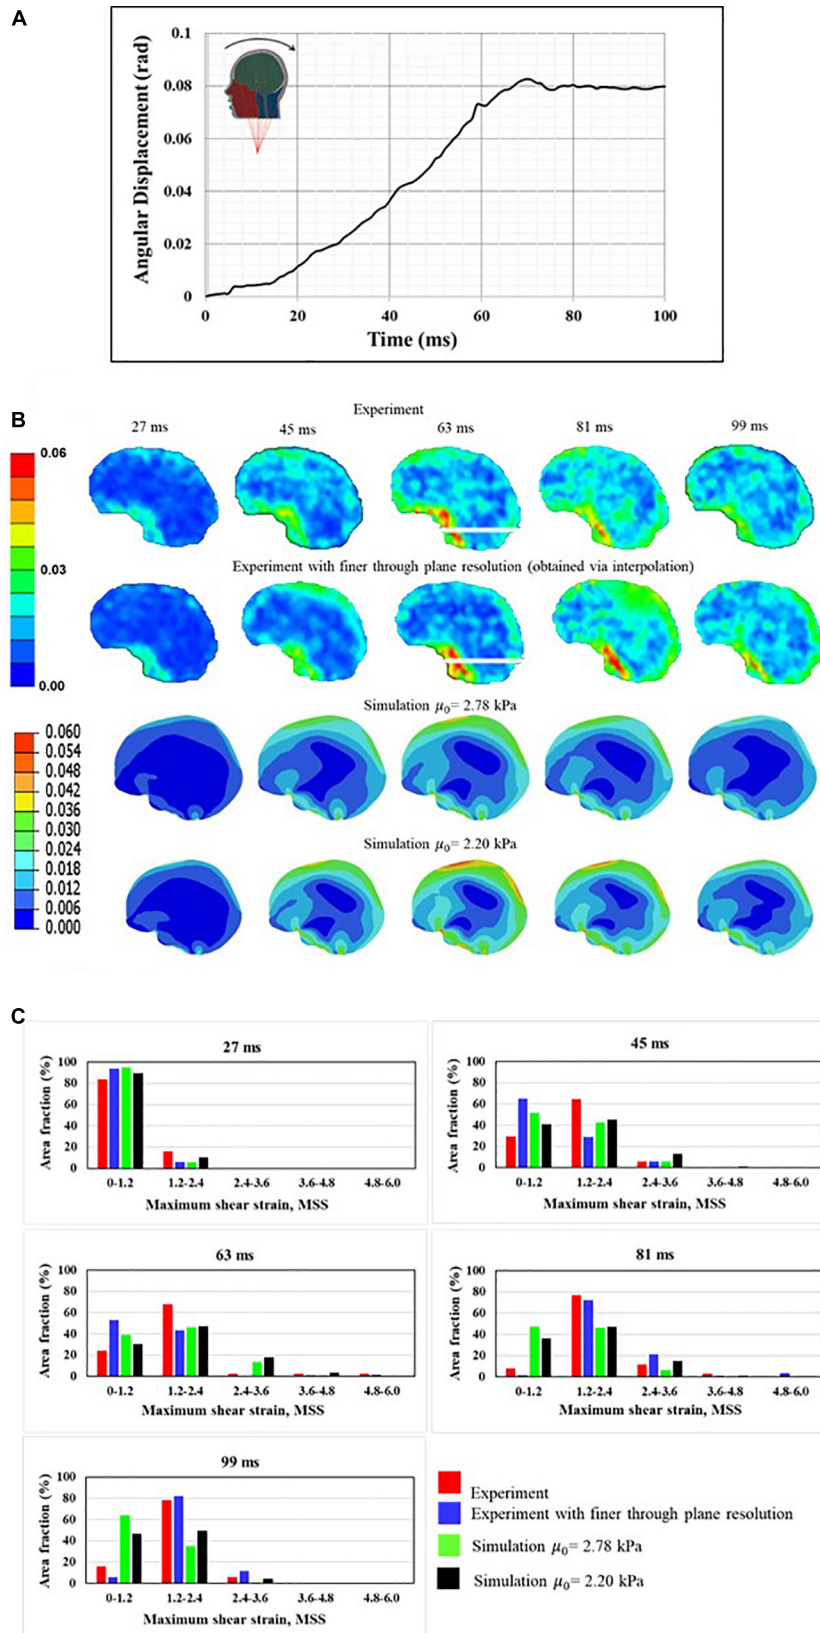 A
Angular Displacement (rad)
0.1
0.08
0.06
0.04
0.02
0
0 20 40 60 80 100
Time (ms)
B
Experiment
27 ms 45 ms 63 ms 81 ms 99 ms
0.06
0.03
0.00
Experiment with finer through plane resolution (obtained via interpolation)
Simulation μ₀= 2.78 kPa
0.060
0.054
0.048
0.042
0.036
0.030
0.024
0.018
0.012
0.006
0.000
Simulation μ₀= 2.20 kPa
C
27 ms
Area fraction (%)
100
80
60
40
20
0
0-1.2 1.2-2.4 2.4-3.6 3.6-4.8 4.8-6.0
Maximum shear strain, MSS
45 ms
Area fraction (%)
100
80
60
40
20
0
0-1.2 1.2-2.4 2.4-3.6 3.6-4.8 4.8-6.0
Maximum shear strain, MSS
63 ms
Area fraction (%)
100
80
60
40
20
0
0-1.2 1.2-2.4 2.4-3.6 3.6-4.8 4.8-6.0
Maximum shear strain, MSS
81 ms
Area fraction (%)
100
80
60
40
20
0
0-1.2 1.2-2.4 2.4-3.6 3.6-4.8 4.8-6.0
Maximum shear strain, MSS
99 ms
Area fraction (%)
100
80
60
40
20
0
0-1.2 1.2-2.4 2.4-3.6 3.6-4.8 4.8-6.0
Maximum shear strain, MSS
Experiment
Experiment with finer through plane resolution
Simulation μ₀= 2.78 kPa
Simulation μ₀= 2.20 kPa